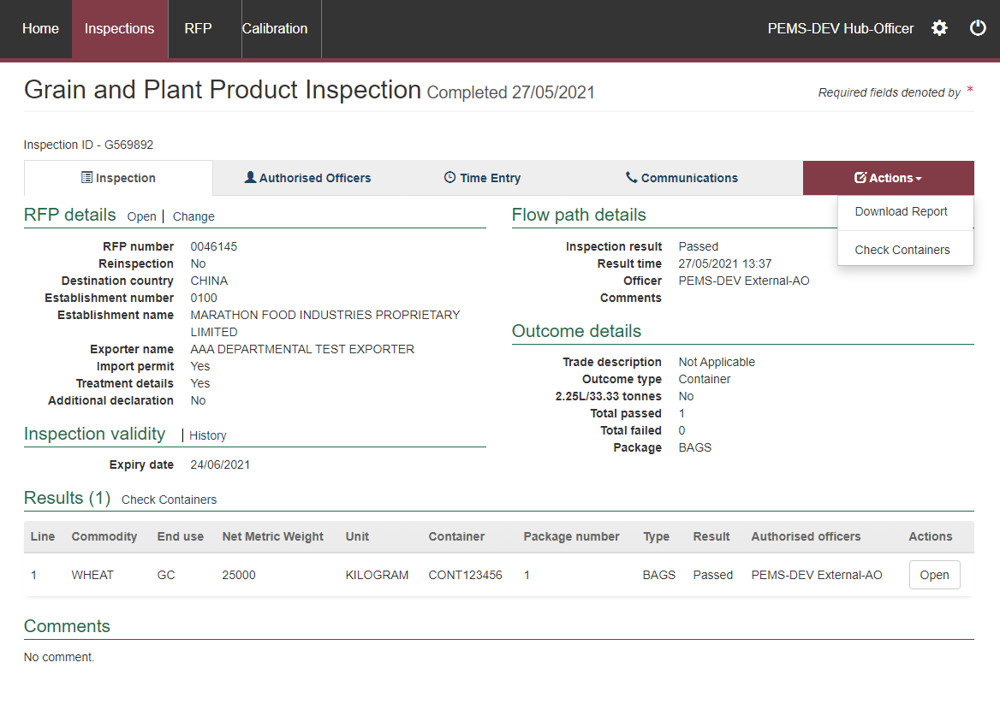 Home Inspections RFP Calibration PEMS-DEV Hub-Officer
Grain and Plant Product Inspection Completed 27/05/2021
Required fields denoted by *
Inspection ID - G569892
Inspection Authorised Officers Time Entry Communications Actions
Download Report
Check Containers
RFP details Open Change
RFP number 0046145
Reinspection No
Destination country CHINA
Establishment number 0100
Establishment name MARATHON FOOD INDUSTRIES PROPRIETARY
LIMITED
Exporter name AAA DEPARTMENTAL TEST EXPORTER
Import permit Yes
Treatment details Yes
Additional declaration No
Inspection validity History
Expiry date 24/06/2021
Flow path details
Inspection result Passed
Result time 27/05/2021 13:37
Officer PEMS-DEV External-AO
Comments
Outcome details
Trade description Not Applicable
Outcome type Container
2.25L/33.33 tonnes No
Total passed 1
Total failed 0
Package BAGS
Results (1) Check Containers
Line Commodity End use Net Metric Weight Unit Container Package number Type Result Authorised officers Actions
1 WHEAT GC 25000 KILOGRAM CONT123456 1 BAGS Passed PEMS-DEV External-AO Open
Comments
No comment.